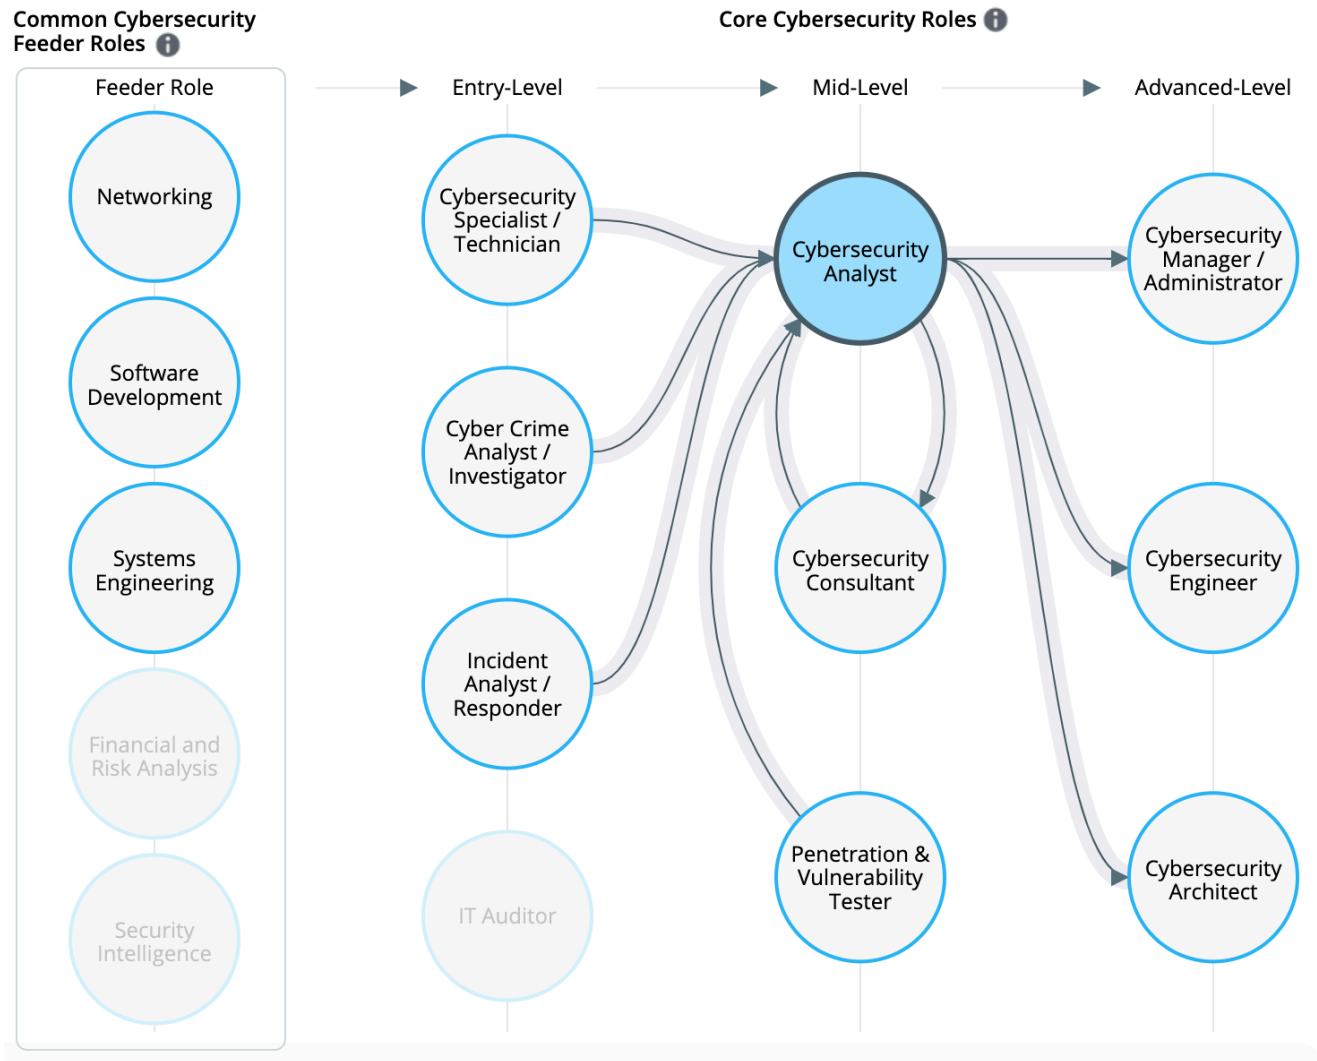 Common Cybersecurity
Feeder Roles
Core Cybersecurity Roles
Feeder Role
Entry-Level
Mid-Level
Advanced-Level
Networking
Software
Development
Systems
Engineering
Financial and
Risk Analysis
Security
Intelligence
Cybersecurity
Specialist /
Technician
Cyber Crime
Analyst /
Investigator
Incident
Analyst /
Responder
IT Auditor
Cybersecurity
Analyst
Cybersecurity
Consultant
Penetration &
Vulnerability
Tester
Cybersecurity
Manager /
Administrator
Cybersecurity
Engineer
Cybersecurity
Architect